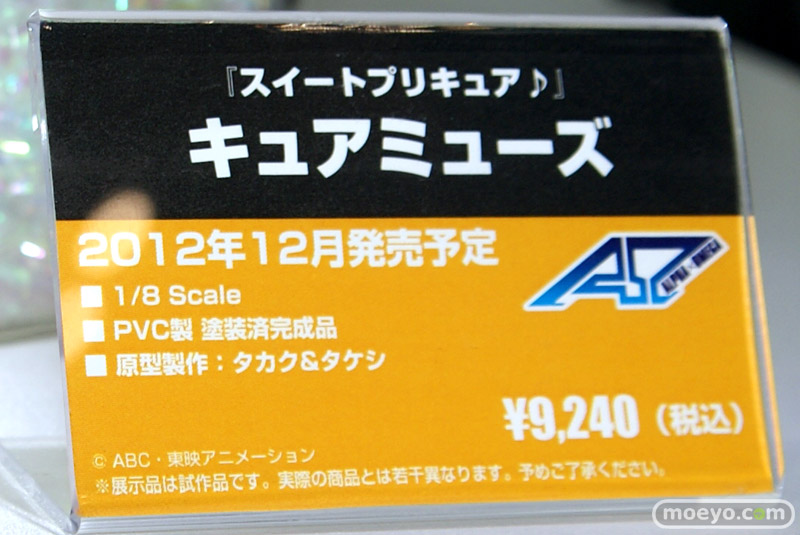 『スイートプリキュア♪』
キュアミューズ
2012年12月発売予定
■ 1/8 Scale
■ PVC製 塗装済完成品
■ 原型製作：タカク&タケシ
AΩ
ALPHA×OMEGA
¥9,240（税込）
© ABC・東映アニメーション
※展示品は試作品です。実際の商品とは若干異なります。予めご了承ください。
moeyo.com